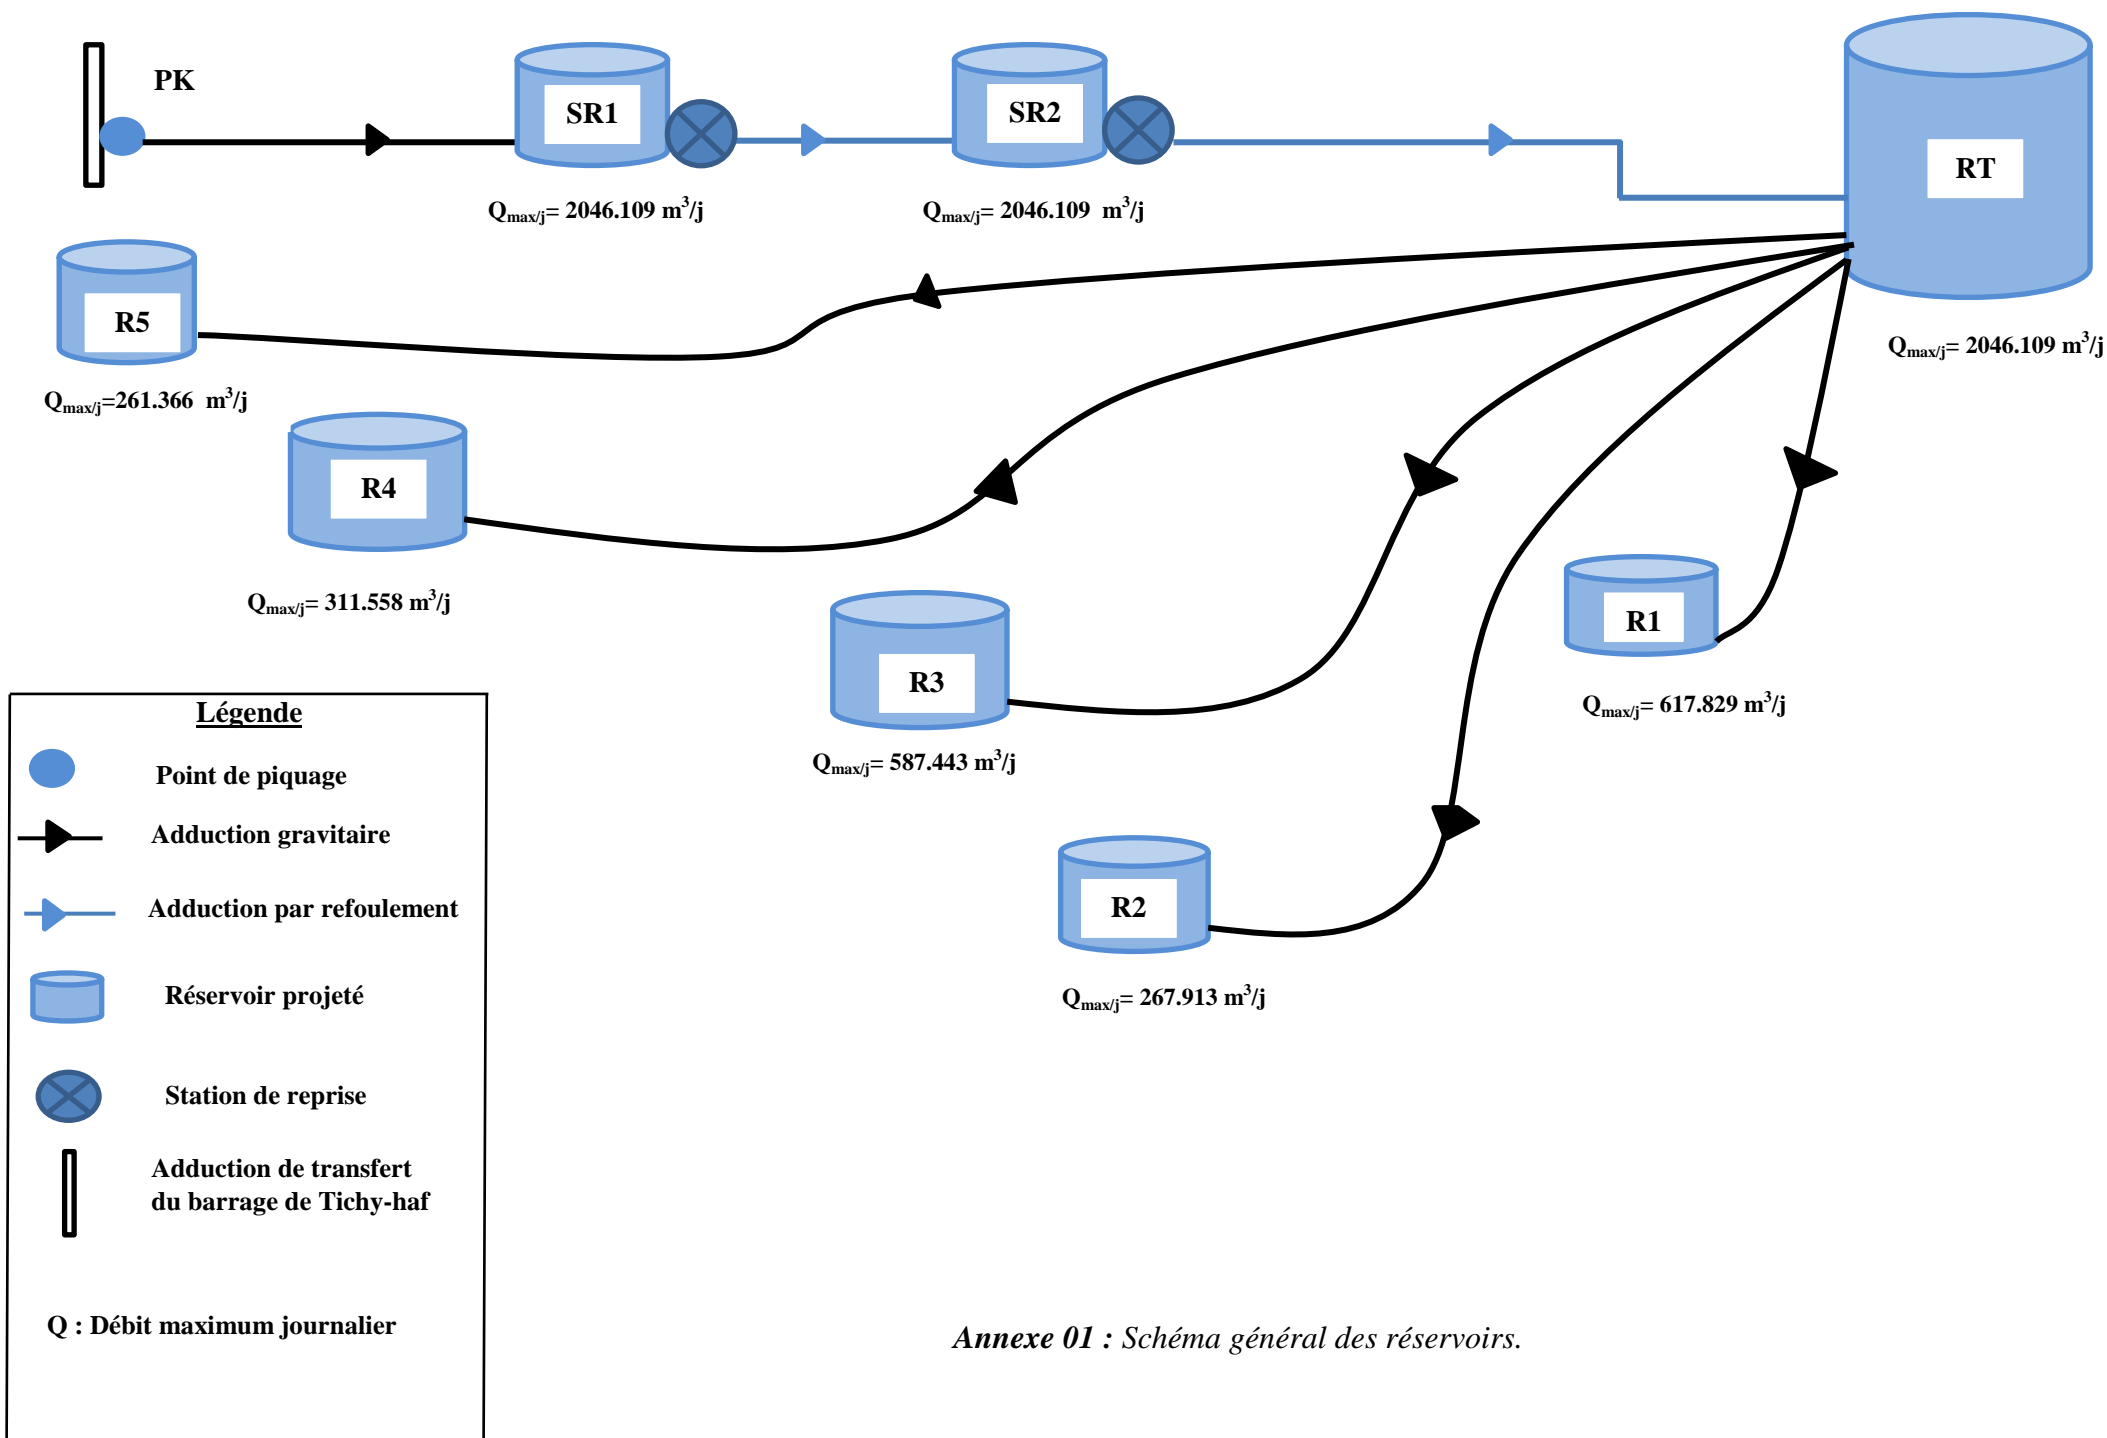 PK
SR1
SR2
RT
Qmax/j= 2046.109 m³/j
Qmax/j= 2046.109 m³/j
R5
Qmax/j= 2046.109 m³/j
Qmax/j=261.366 m³/j
R4
Qmax/j= 311.558 m³/j
R1
R3
Qmax/j= 617.829 m³/j
Qmax/j= 587.443 m³/j
R2
Qmax/j= 267.913 m³/j
Légende
Point de piquage
Adduction gravitaire
Adduction par refoulement
Réservoir projeté
Station de reprise
Adduction de transfert
du barrage de Tichy-haf
Q : Débit maximum journalier
Annexe 01 : Schéma général des réservoirs.